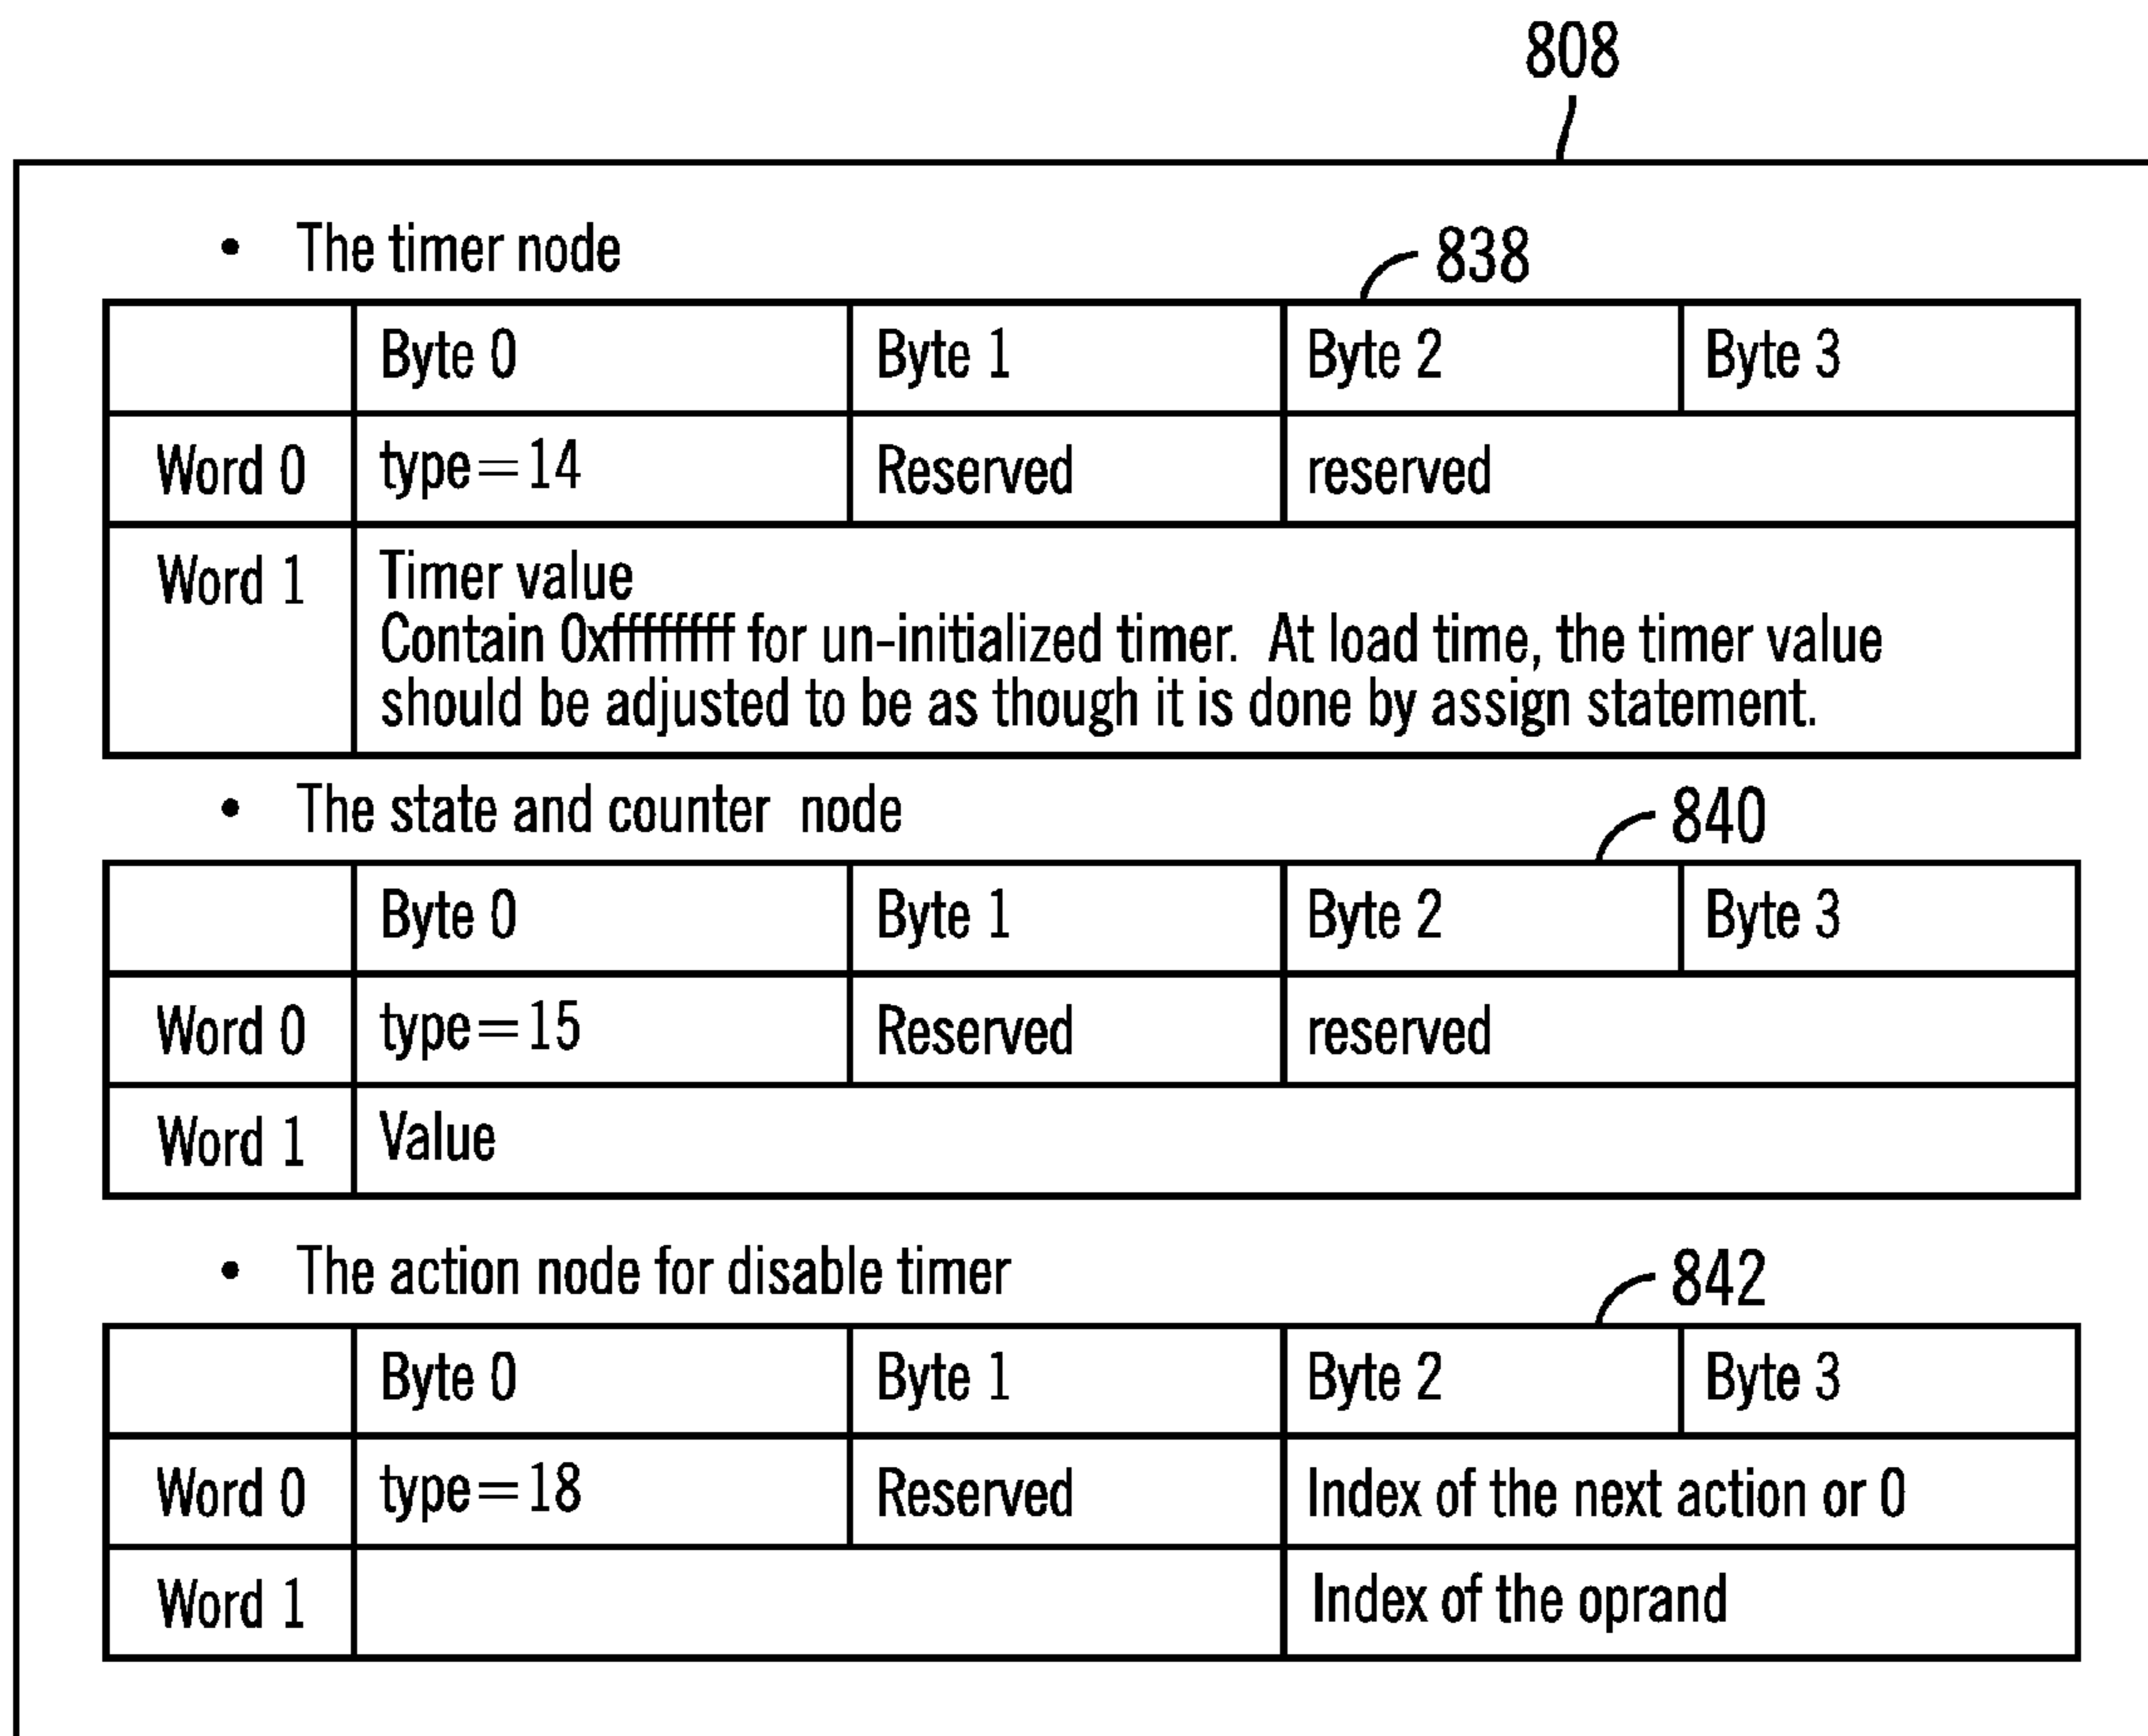 808
• The timer node
838
Byte 0 Byte 1 Byte 2 Byte 3
Word 0 type=14 Reserved reserved
Word 1 Timer value
Contain 0xffffffff for un-initialized timer. At load time, the timer value
should be adjusted to be as though it is done by assign statement.
• The state and counter node
840
Byte 0 Byte 1 Byte 2 Byte 3
Word 0 type=15 Reserved reserved
Word 1 Value
• The action node for disable timer
842
Byte 0 Byte 1 Byte 2 Byte 3
Word 0 type=18 Reserved Index of the next action or 0
Word 1 Index of the oprand